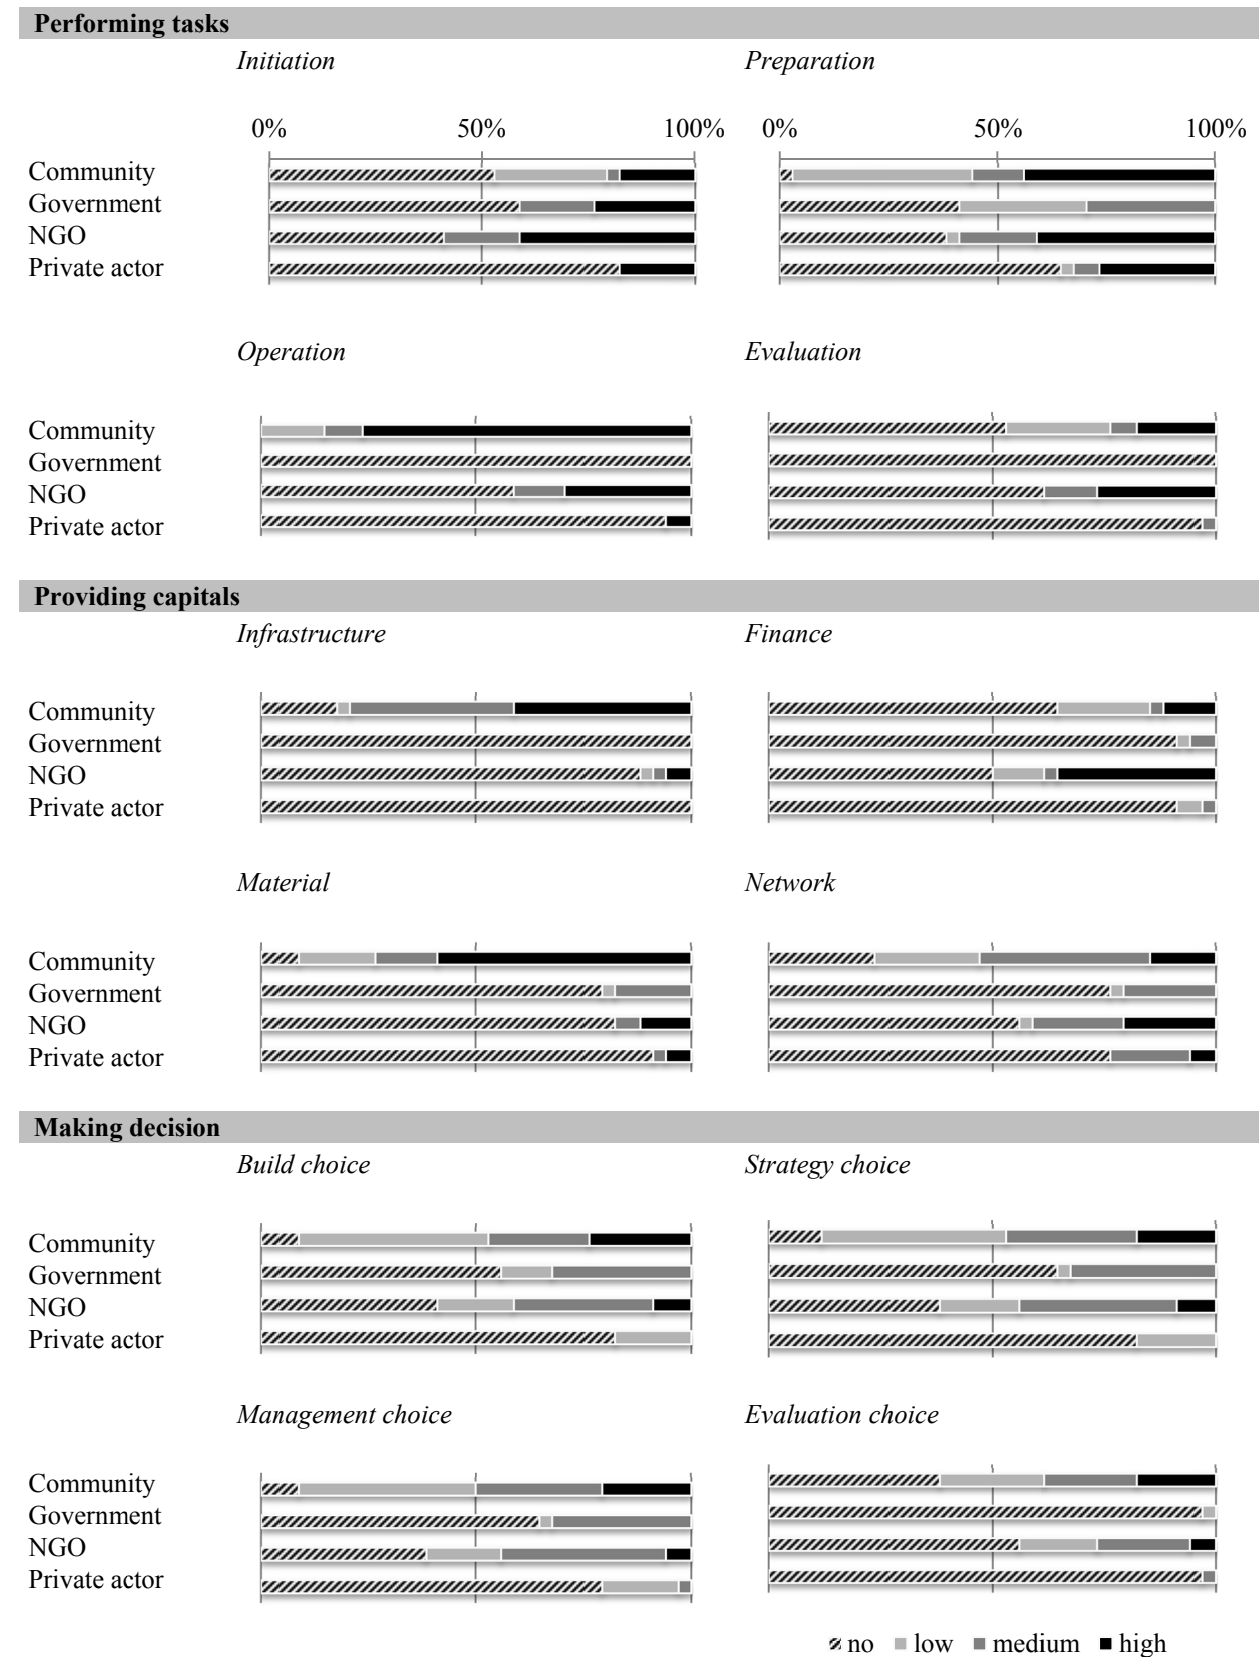 Performing tasks
Initiation
Preparation
0% 50% 100%
0% 50% 100%
Community
Government
NGO
Private actor
Operation
Evaluation
Community
Government
NGO
Private actor
Providing capitals
Infrastructure
Finance
Community
Government
NGO
Private actor
Material
Network
Community
Government
NGO
Private actor
Making decision
Build choice
Strategy choice
Community
Government
NGO
Private actor
Management choice
Evaluation choice
Community
Government
NGO
Private actor
no low medium high